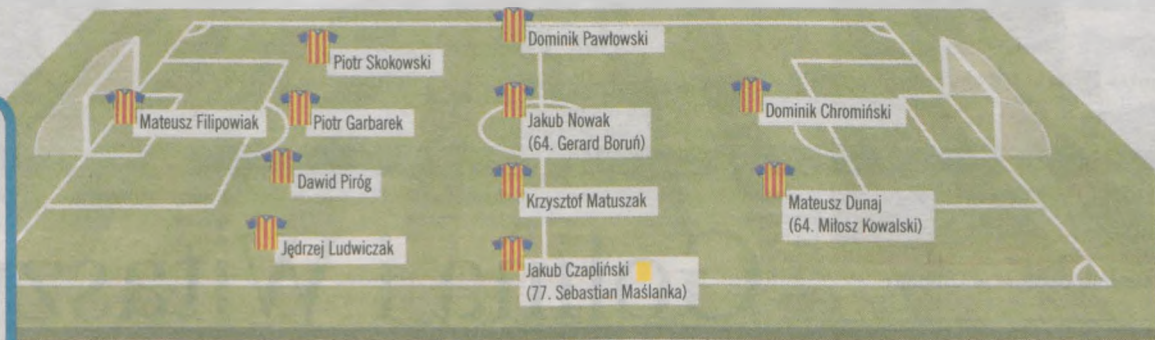 Dominik Pawłowski
Piotr Skokowski
Mateusz Filipowiak
Piotr Garbarek
Jakub Nowak
(64. Gerard Boruń)
Dominik Chromiński
Dawid Piróg
Krzysztof Matuszak
Mateusz Dunaj
(64. Miłosz Kowalski)
Jędrzej Ludwiczak
Jakub Czapliński
(77. Sebastian Maślanka)